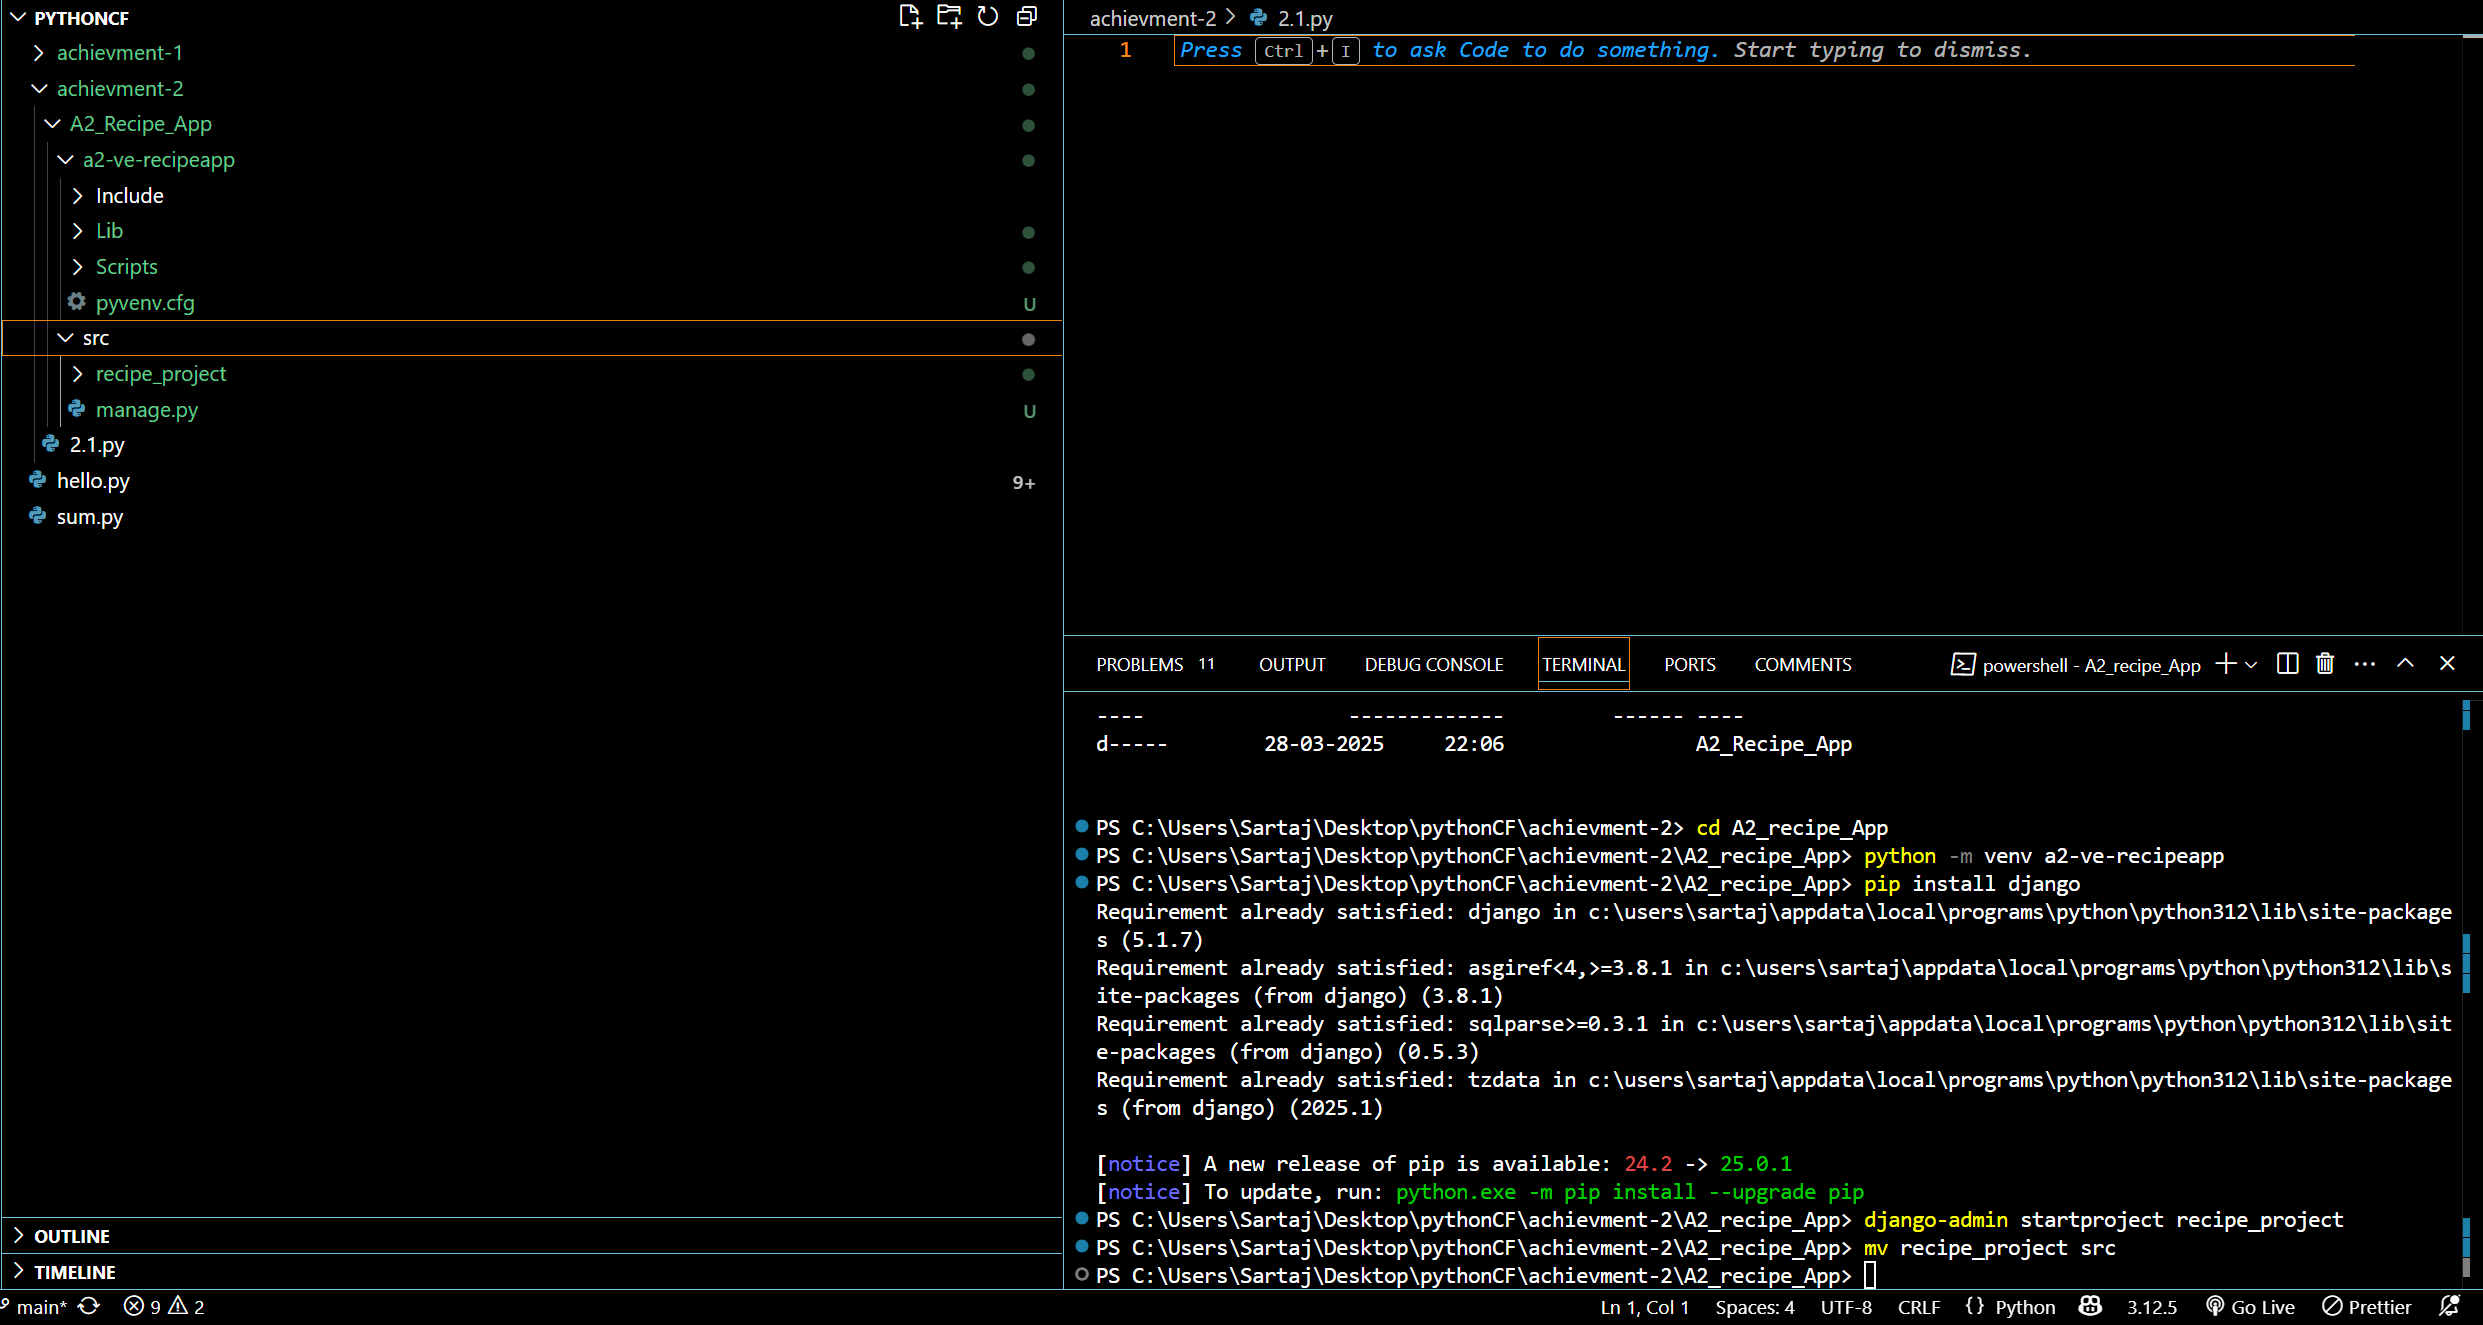 PYTHONCF
achievment-1
achievment-2
A2_Recipe_App
a2-ve-recipeapp
Include
Lib
Scripts
pyvenv.cfg U
src
recipe_project
manage.py U
2.1.py
hello.py 9+
sum.py
OUTLINE
TIMELINE
achievment-2 > 2.1.py
1 Press Ctrl+I to ask Code to do something. Start typing to dismiss.
PROBLEMS 11 OUTPUT DEBUG CONSOLE TERMINAL PORTS COMMENTS powershell - A2_recipe_App
---- ------------- ------ ----
d----- 28-03-2025 22:06 A2_Recipe_App
PS C:\Users\Sartaj\Desktop\pythonCF\achievment-2> cd A2_recipe_App
PS C:\Users\Sartaj\Desktop\pythonCF\achievment-2\A2_recipe_App> python -m venv a2-ve-recipeapp
PS C:\Users\Sartaj\Desktop\pythonCF\achievment-2\A2_recipe_App> pip install django
Requirement already satisfied: django in c:\users\sartaj\appdata\local\programs\python\python312\lib\site-package
s (5.1.7)
Requirement already satisfied: asgiref<4,>=3.8.1 in c:\users\sartaj\appdata\local\programs\python\python312\lib\s
ite-packages (from django) (3.8.1)
Requirement already satisfied: sqlparse>=0.3.1 in c:\users\sartaj\appdata\local\programs\python\python312\lib\sit
e-packages (from django) (0.5.3)
Requirement already satisfied: tzdata in c:\users\sartaj\appdata\local\programs\python\python312\lib\site-package
s (from django) (2025.1)
[notice] A new release of pip is available: 24.2 -> 25.0.1
[notice] To update, run: python.exe -m pip install --upgrade pip
PS C:\Users\Sartaj\Desktop\pythonCF\achievment-2\A2_recipe_App> django-admin startproject recipe_project
PS C:\Users\Sartaj\Desktop\pythonCF\achievment-2\A2_recipe_App> mv recipe_project src
PS C:\Users\Sartaj\Desktop\pythonCF\achievment-2\A2_recipe_App>
main* 9 2 Ln 1, Col 1 Spaces: 4 UTF-8 CRLF {} Python 3.12.5 Go Live Prettier